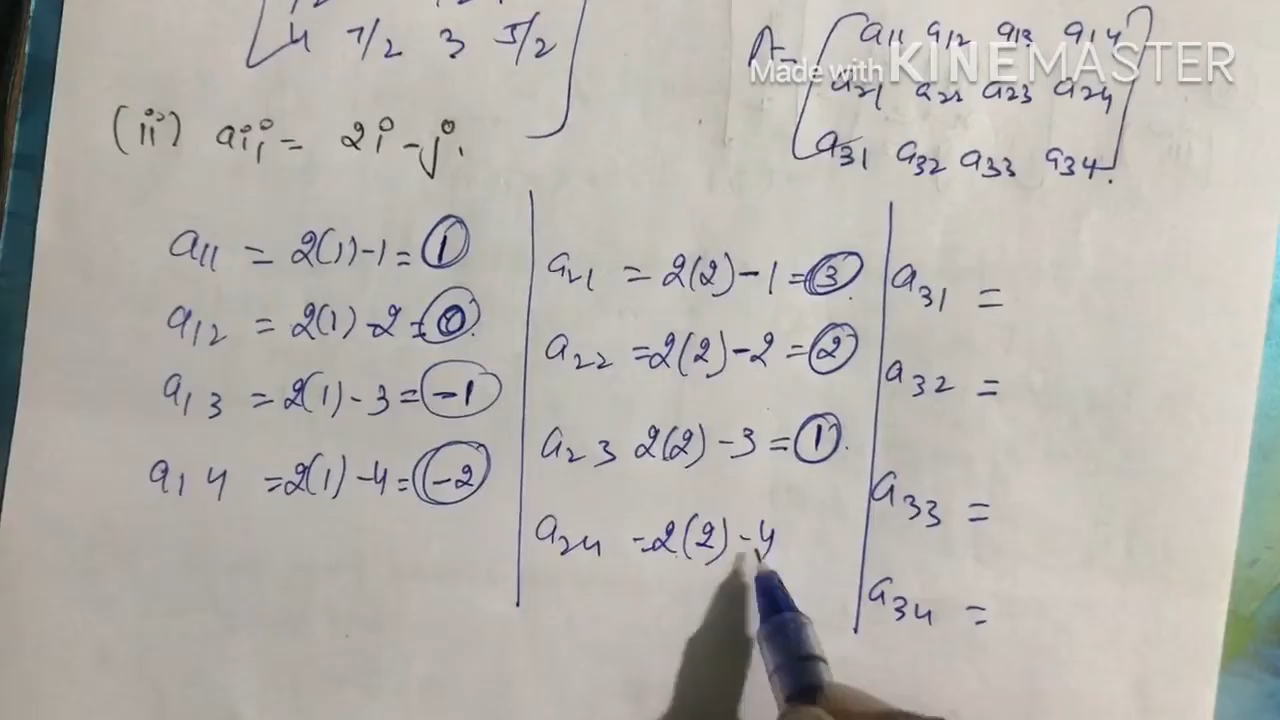 4 7/2 3 5/2
A = a11 a12 a13 a14
a21 a22 a23 a24
a31 a32 a33 a34.
Made with KINEMASTER
(ii) aij = 2i - j.
a11 = 2(1)-1 = 1
a12 = 2(1)-2 = 0.
a13 = 2(1)-3 = -1
a14 = 2(1)-4 = -2
a21 = 2(2)-1 = 3.
a22 = 2(2)-2 = 2
a23 2(2)-3 = 1.
a24 = 2(2)-4
a31 =
a32 =
a33 =
a34 =